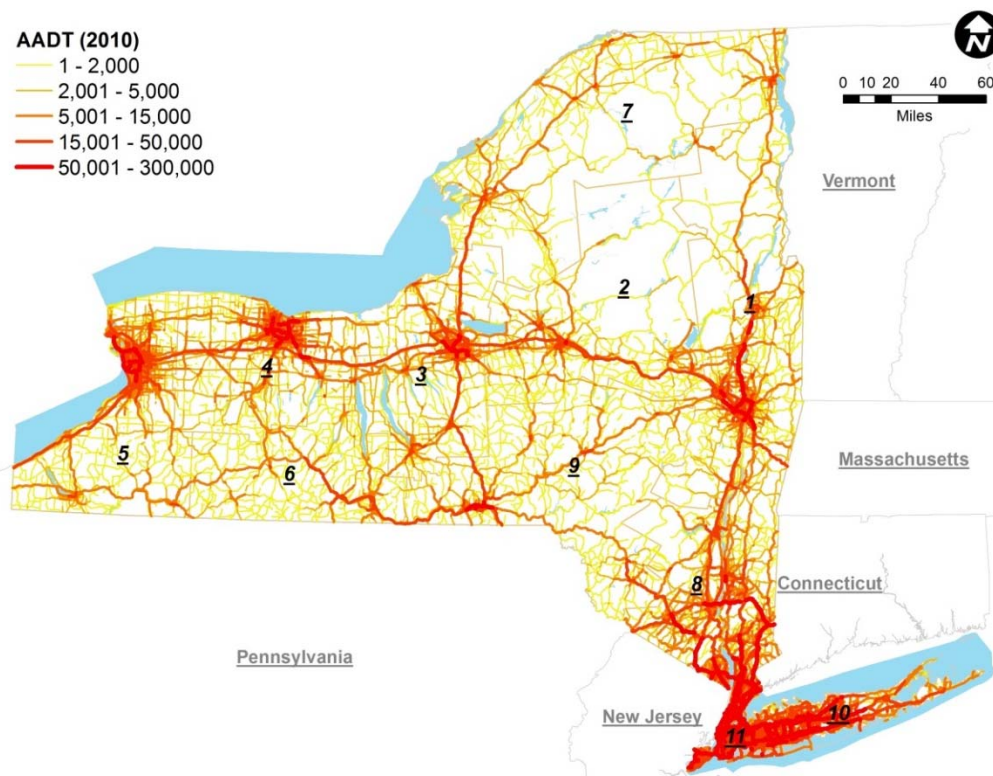 AADT (2010)
1 - 2,000
2,001 - 5,000
5,001 - 15,000
15,001 - 50,000
50,001 - 300,000
N
0 10 20 40 60
Miles
7
Vermont
2
1
4
3
5
6
9
Massachusetts
8
Connecticut
Pennsylvania
New Jersey
10
11